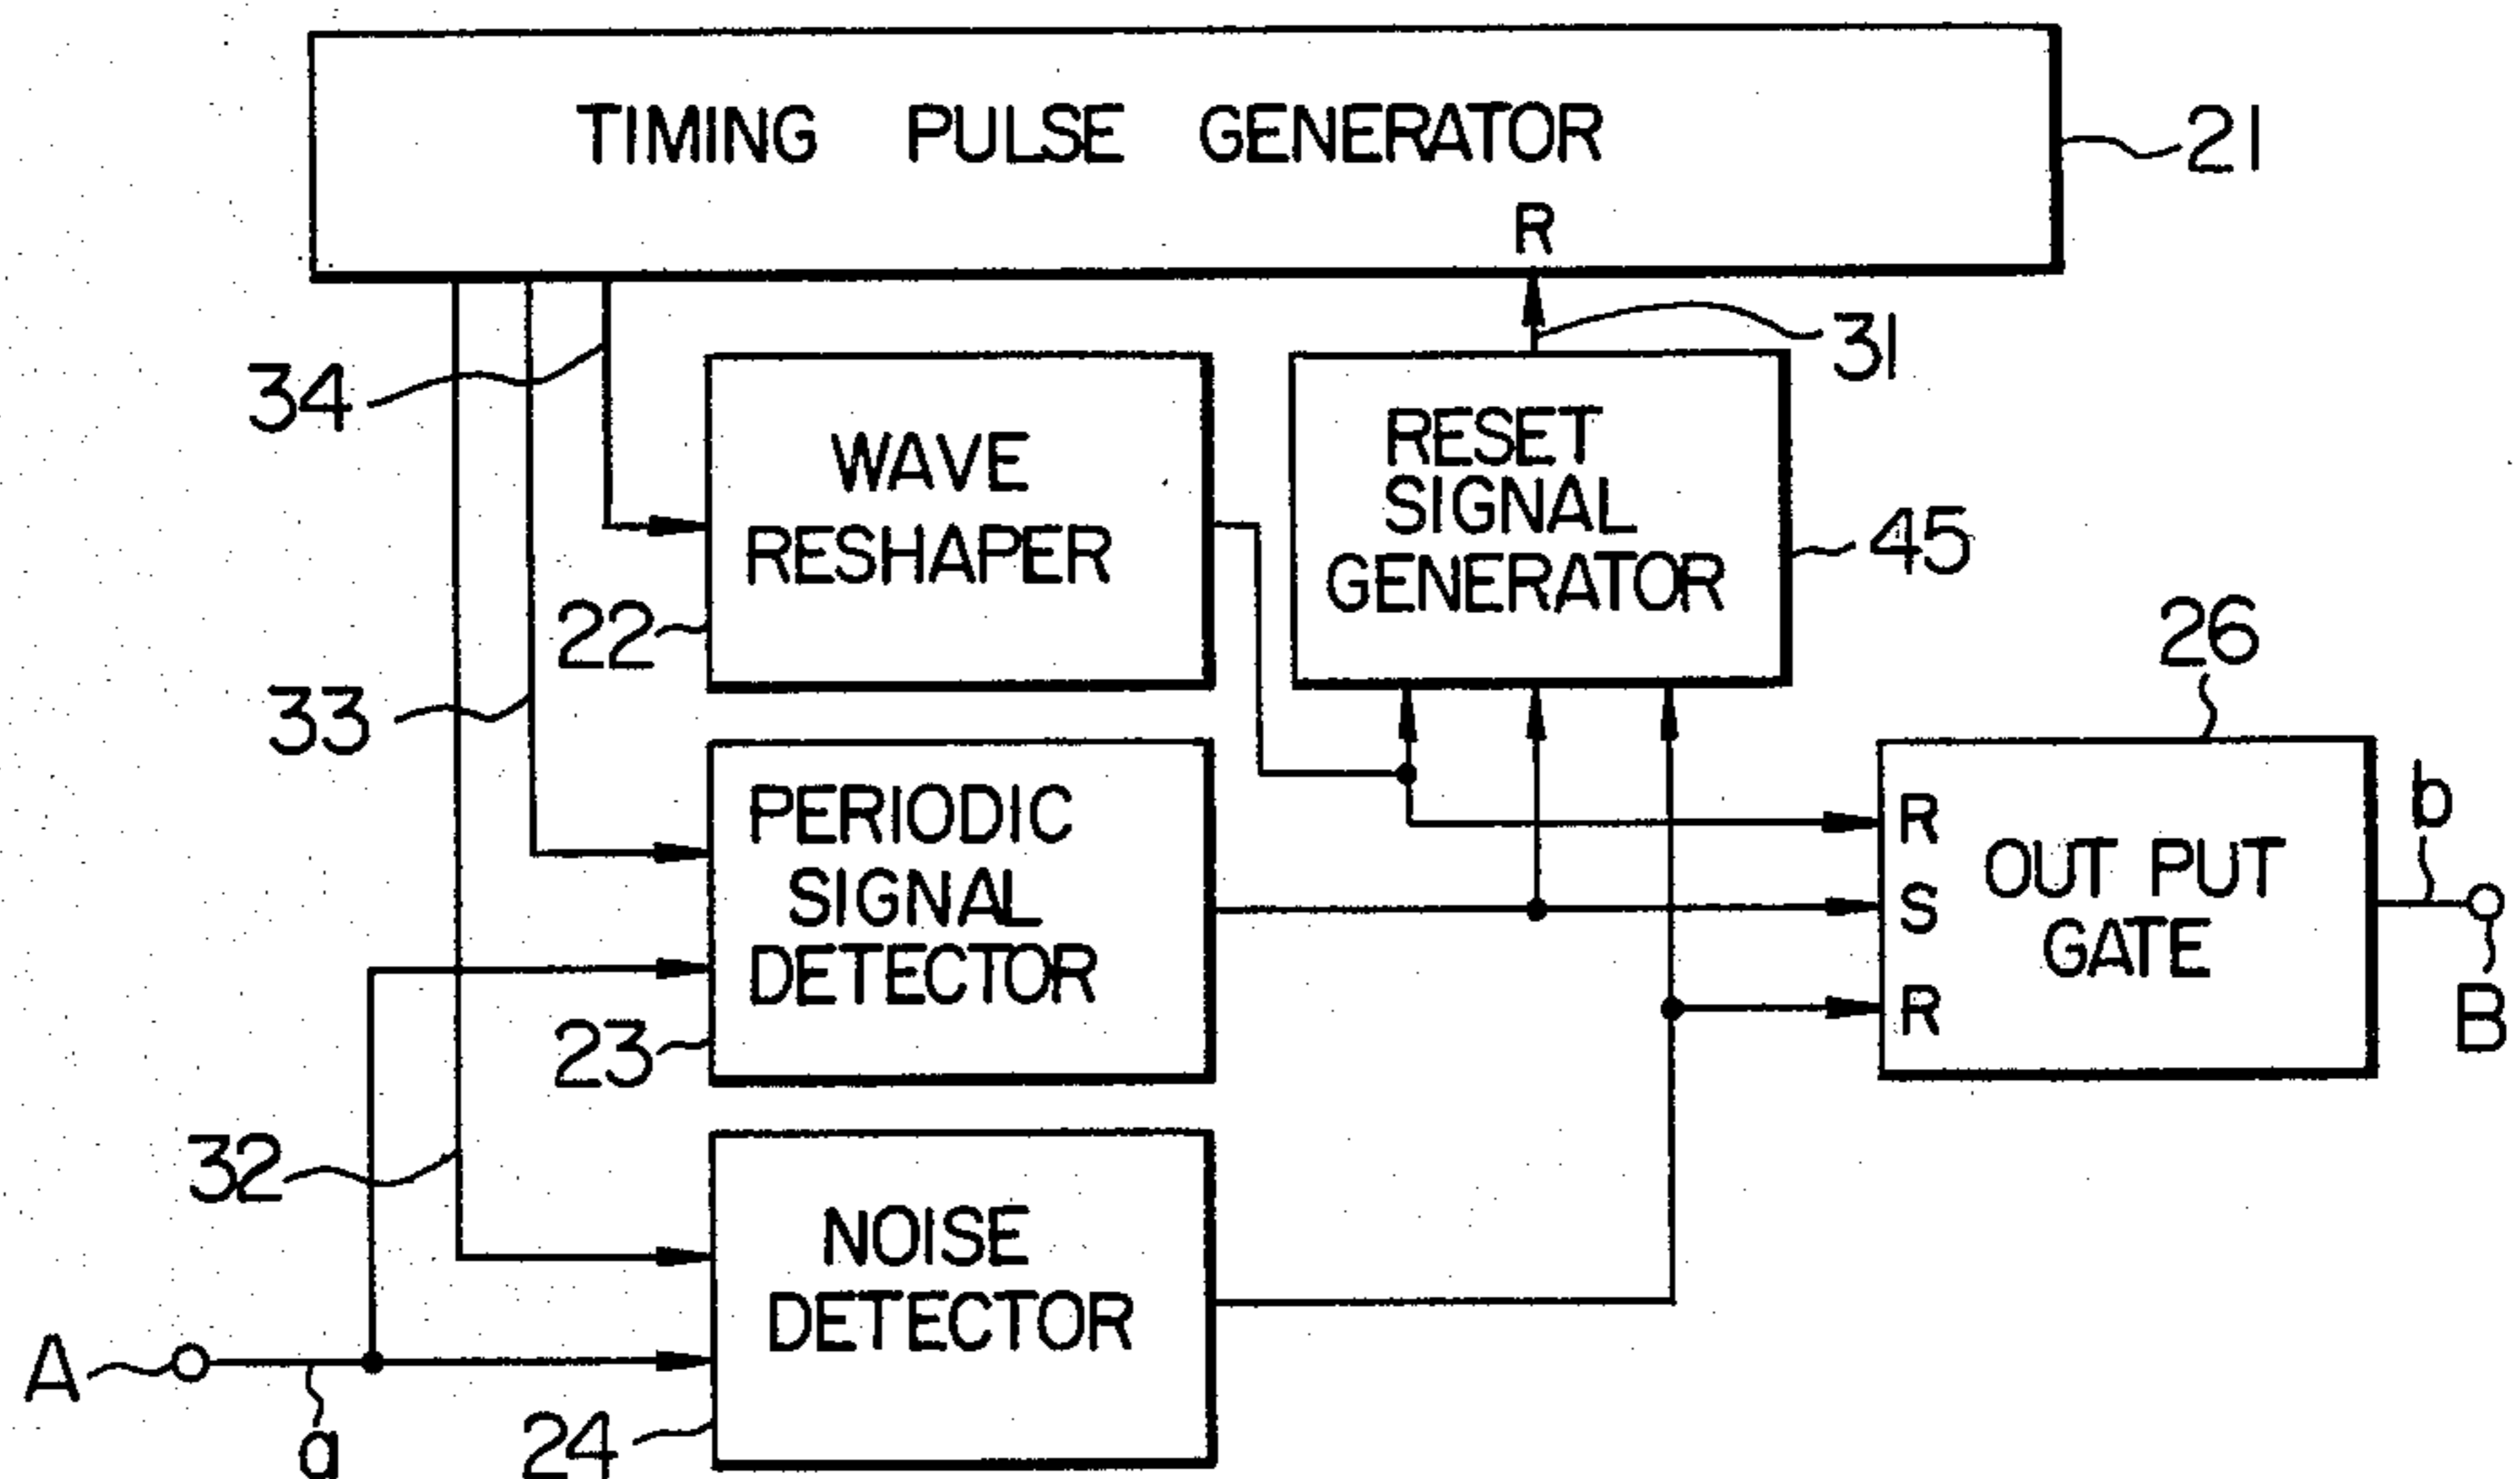 TIMING PULSE GENERATOR
21
R
31
34
WAVE
RESHAPER
22
RESET
SIGNAL
GENERATOR
45
26
33
PERIODIC
SIGNAL
DETECTOR
23
R
S
R
OUT PUT
GATE
b
B
32
NOISE
DETECTOR
24
A
a